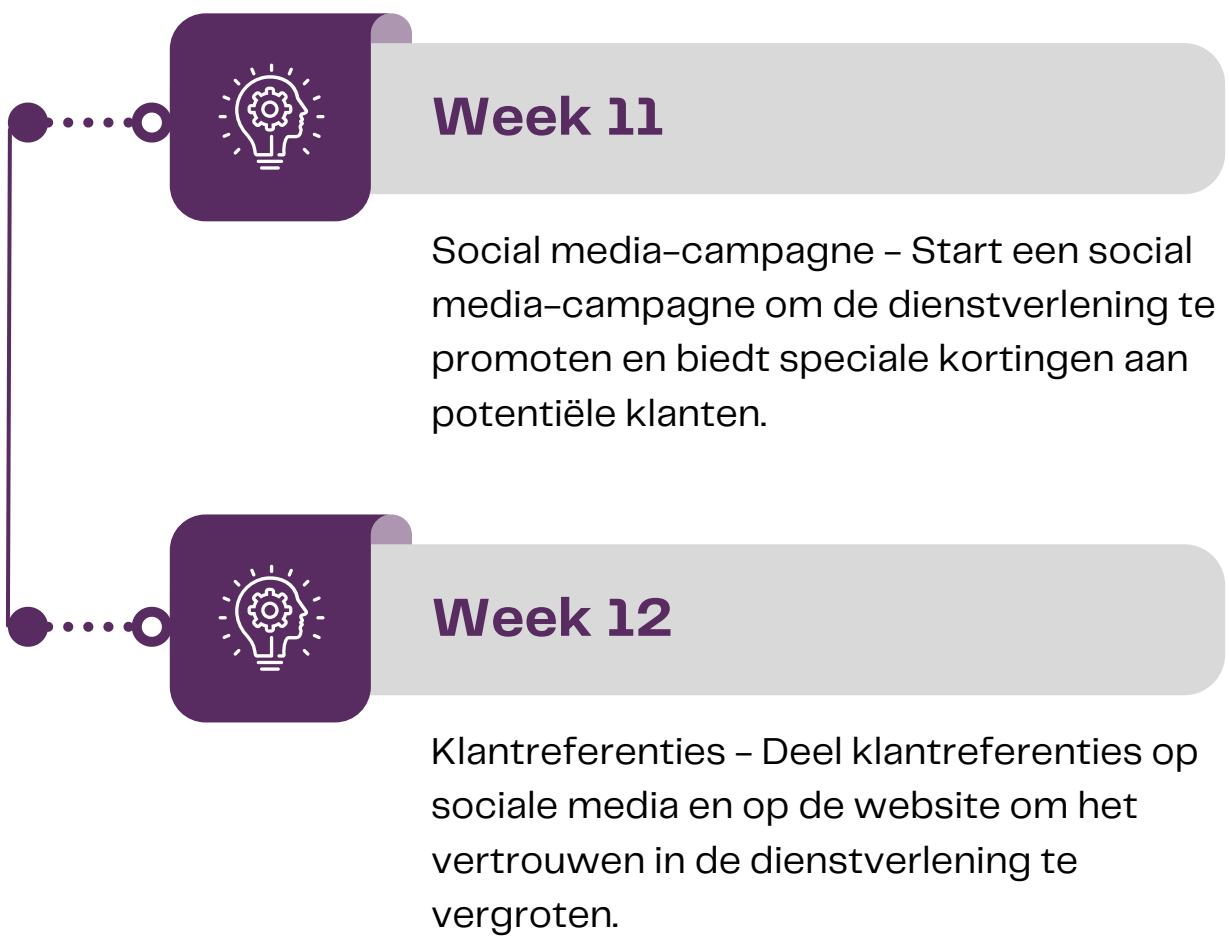 Week 11
Social media-campagne - Start een social
media-campagne om de dienstverlening te
promoten en biedt speciale kortingen aan
potentiële klanten.
Week 12
Klantreferenties - Deel klantreferenties op
sociale media en op de website om het
vertrouwen in de dienstverlening te
vergroten.